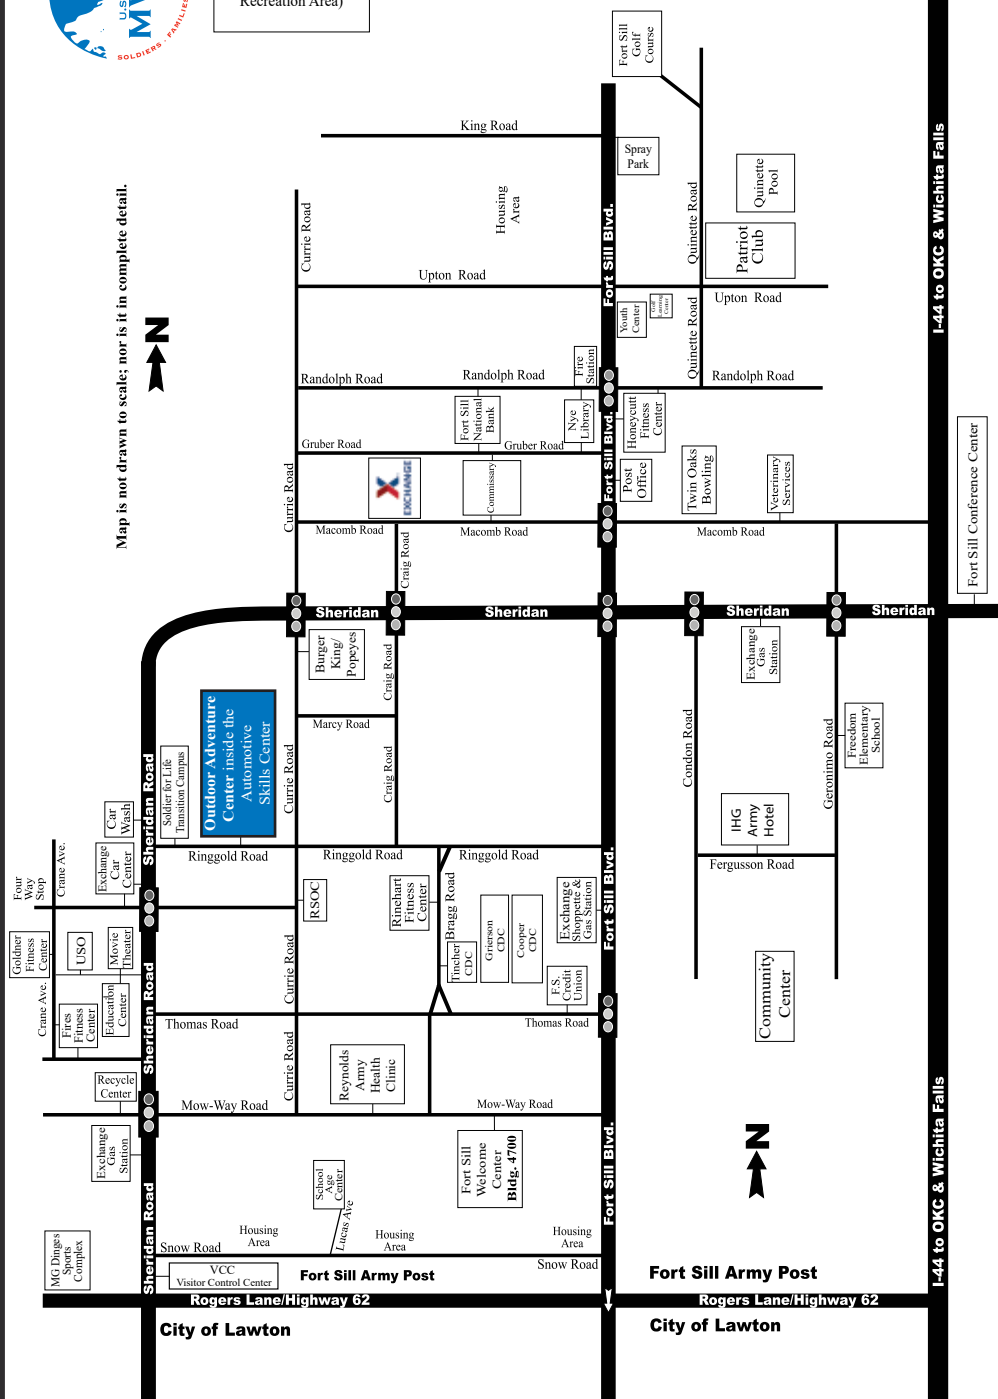 Recreation Area)
U.S.
MW
SOLDIERS · FAMILIES
Fort Sill
Golf
Course
King Road
Spray
Park
Housing
Area
Currie Road
Quinette Road
Quinette
Pool
Patriot
Club
Fort Sill Blvd.
I-44 to OKC & Wichita Falls
Map is not drawn to scale; nor is it in complete detail.
N
Upton Road
Upton Road
Youth
Center
Golf
Learning
Center
Quinette Road
Fire
Station
Randolph Road
Randolph Road
Randolph Road
Fort Sill
National
Bank
Nye
Library
Honeycutt
Fitness
Center
Fort Sill Blvd.
Gruber Road
Gruber Road
Currie Road
EXCHANGE
Commissary
Post
Office
Twin Oaks
Bowling
Veterinary
Services
Fort Sill Conference Center
Macomb Road
Macomb Road
Macomb Road
Craig Road
Sheridan
Sheridan
Sheridan
Sheridan
Burger
King/
Popeyes
Craig Road
Exchange
Gas
Station
Outdoor Adventure
Center inside the
Automotive
Skills Center
Marcy Road
Currie Road
Craig Road
Condon Road
Geronimo Road
Freedom
Elementary
School
Soldier for Life
Transition Campus
Sheridan Road
Car
Wash
IHG
Army
Hotel
Fergusson Road
Ringgold Road
Ringgold Road
Ringgold Road
Four
Way
Stop
Crane Ave.
Exchange
Car
Center
RSOC
Rinehart
Fitness
Center
Bragg Road
Exchange
Shoppette &
Gas Station
Fort Sill Blvd.
Goldner
Fitness
Center
USO
Movie
Theater
Tincher
CDC
Grierson
CDC
Cooper
CDC
F.S.
Credit
Union
Currie Road
Sheridan Road
Crane Ave.
Fires
Fitness
Center
Education
Center
Community
Center
Thomas Road
Thomas Road
Currie Road
Reynolds
Army
Health
Clinic
Recycle
Center
Mow-Way Road
Mow-Way Road
Exchange
Gas
Station
Fort Sill
Welcome
Center
Bldg. 4700
Fort Sill Blvd.
N
I-44 to OKC & Wichita Falls
School
Age
Center
Lucas Ave
Sheridan Road
MG Dinges
Sports
Complex
Housing
Area
Housing
Area
Housing
Area
Snow Road
Snow Road
VCC
Visitor Control Center
Fort Sill Army Post
Fort Sill Army Post
Rogers Lane/Highway 62
Rogers Lane/Highway 62
City of Lawton
City of Lawton